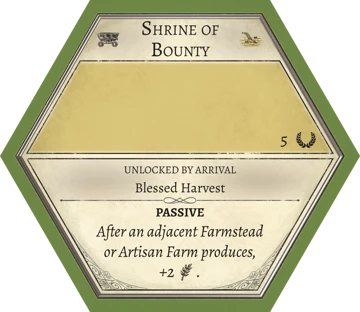 Shrine of
Bounty
5
UNLOCKED BY ARRIVAL
Blessed Harvest
PASSIVE
After an adjacent Farmstead
or Artisan Farm produces,
+2 .